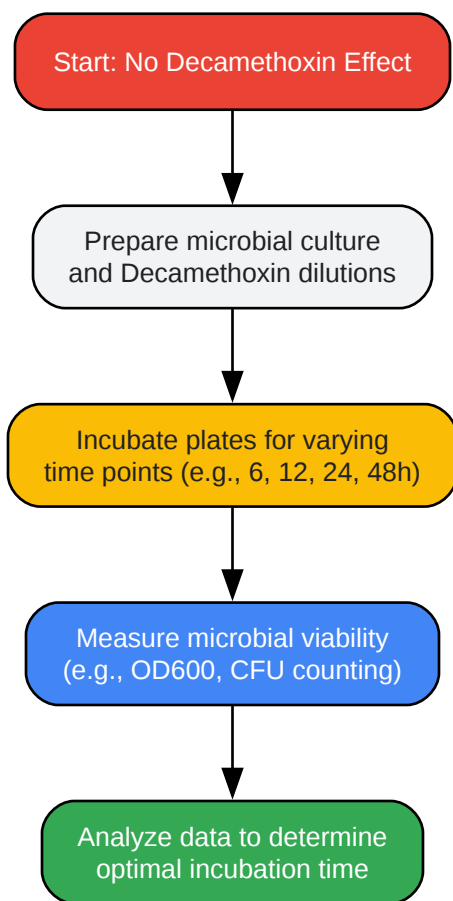 Start: No Decamethoxin Effect
Prepare microbial culture
and Decamethoxin dilutions
Incubate plates for varying
time points (e.g., 6, 12, 24, 48h)
Measure microbial viability
(e.g., OD600, CFU counting)
Analyze data to determine
optimal incubation time